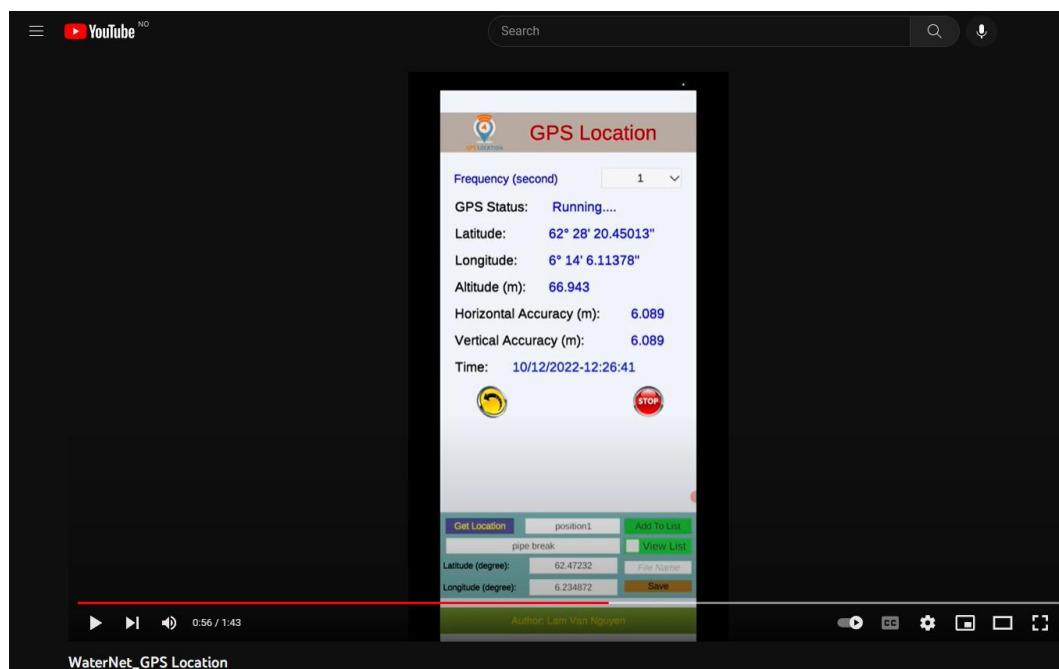 YouTube NO
Search
GPS LOCATION
GPS Location
Frequency (second) 1
GPS Status: Running....
Latitude: 62° 28' 20.45013"
Longitude: 6° 14' 6.11378"
Altitude (m): 66.943
Horizontal Accuracy (m): 6.089
Vertical Accuracy (m): 6.089
Time: 10/12/2022-12:26:41
STOP
Get Location position1 Add To List
pipe break View List
Latitude (degree): 62.47232 File Name
Longitude (degree): 6.234872 Save
Author: Lam Van Nguyen
0:56 / 1:43
CC
WaterNet_GPS Location